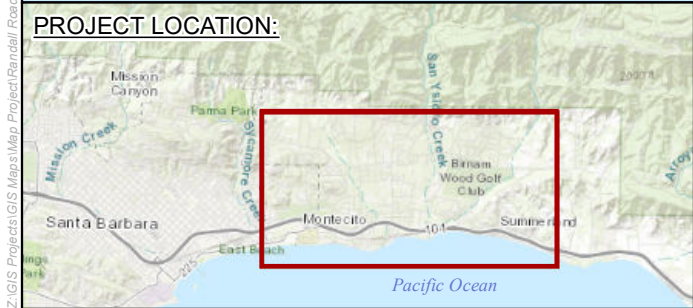 PROJECT LOCATION:
Z:\GIS Projects\GIS Maps\Map Project\Randall Road
Mission
Canyon
Parma Park
San Ysidro Creek
Mission Creek
Sycamore Creek
Birnam
Wood Golf
Club
Santa Barbara
Montecito
101
Summerland
East Beach
225
Park
Pacific Ocean